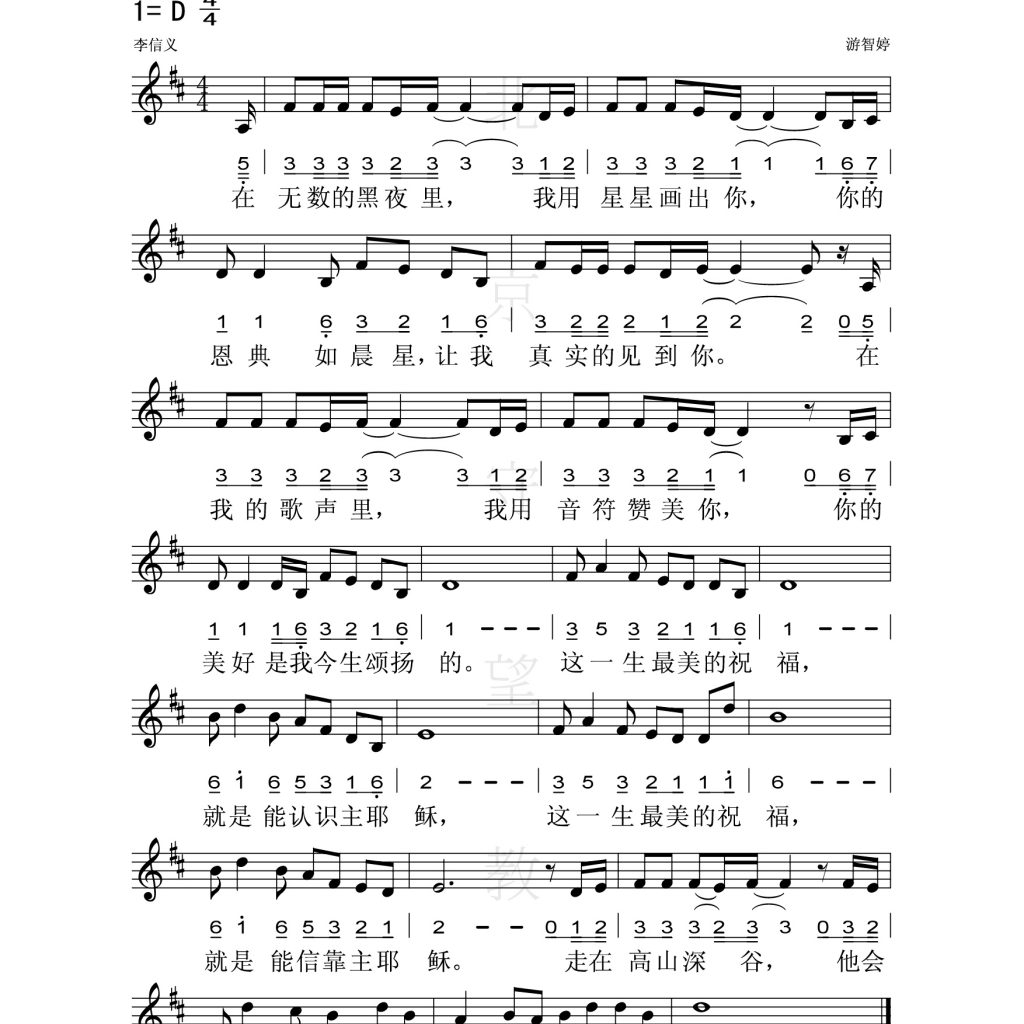 1= D 4/4
李信义 游智婷
5 | 3 3 3 3 2 3 3 3 1 2 | 3 3 3 2 1 1 1 6 7 |
在 无数的黑夜里， 我用 星星画出你， 你的
1 1 6 3 2 1 6 | 3 2 2 2 1 2 2 2 0 5 |
恩典 如晨星，让我 真实的见到你。 在
3 3 3 2 3 3 3 1 2 | 3 3 3 2 1 1 0 6 7 |
我的歌声里， 我用 音符赞美你， 你的
1 1 1 6 3 2 1 6 | 1 - - - | 3 5 3 2 1 1 6 | 1 - - - |
美好是我今生颂扬 的。 这一生最美的祝 福，
6 1 6 5 3 1 6 | 2 - - - | 3 5 3 2 1 1 1 | 6 - - - |
就是 能认识主耶 稣， 这一生最美的祝 福，
6 1 6 5 3 2 1 | 2 - - 0 1 2 | 3 3 3 2 3 3 0 3 2 |
就是 能信靠主耶 稣。 走在 高山深 谷， 他会
北京守望教